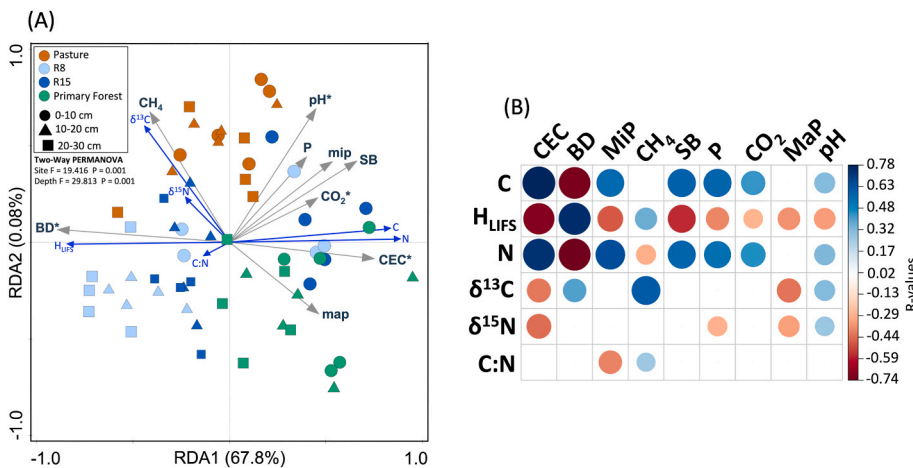 (A)
1.0
Pasture
R8
R15
Primary Forest
0-10 cm
10-20 cm
20-30 cm
Two-Way PERMANOVA
Site F = 19.416 P = 0.001
Depth F = 29.813 P = 0.001
CH4
δ13C
pH*
P
mip
SB
δ15N
CO2*
BD*
HLIFS
C
N
C:N
CEC*
map
RDA2 (0.08%)
-1.0
-1.0
RDA1 (67.8%)
1.0
(B)
CEC
BD
MiP
CH4
SB
P
CO2
MaP
pH
C
HLIFS
N
δ13C
δ15N
C:N
0.78
0.63
0.48
0.33
0.17
0.02
-0.13
-0.29
-0.44
-0.59
-0.74
R-values